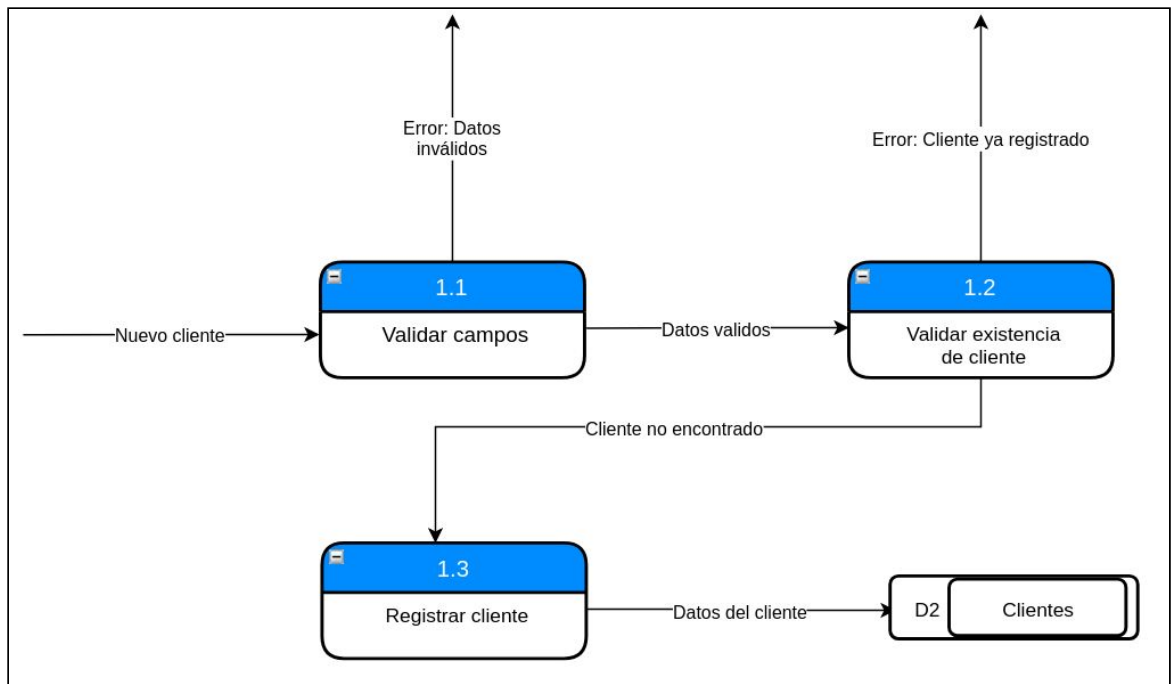 Error: Datos
inválidos
Error: Cliente ya registrado
1.1
Validar campos
1.2
Validar existencia
de cliente
Nuevo cliente
Datos validos
Cliente no encontrado
1.3
Registrar cliente
Datos del cliente
D2
Clientes